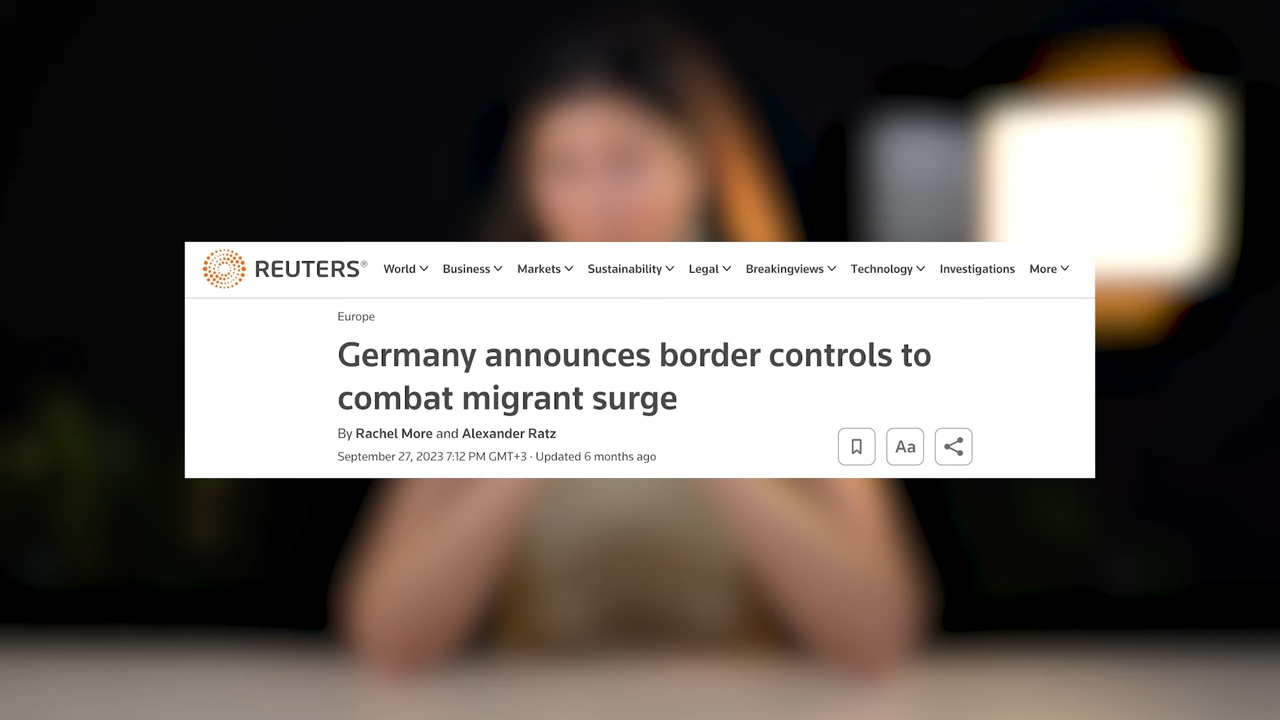 REUTERS® World Business Markets Sustainability Legal Breakingviews Technology Investigations More
Europe
Germany announces border controls to
combat migrant surge
By Rachel More and Alexander Ratz
September 27, 2023 7:12 PM GMT+3 · Updated 6 months ago
Aa